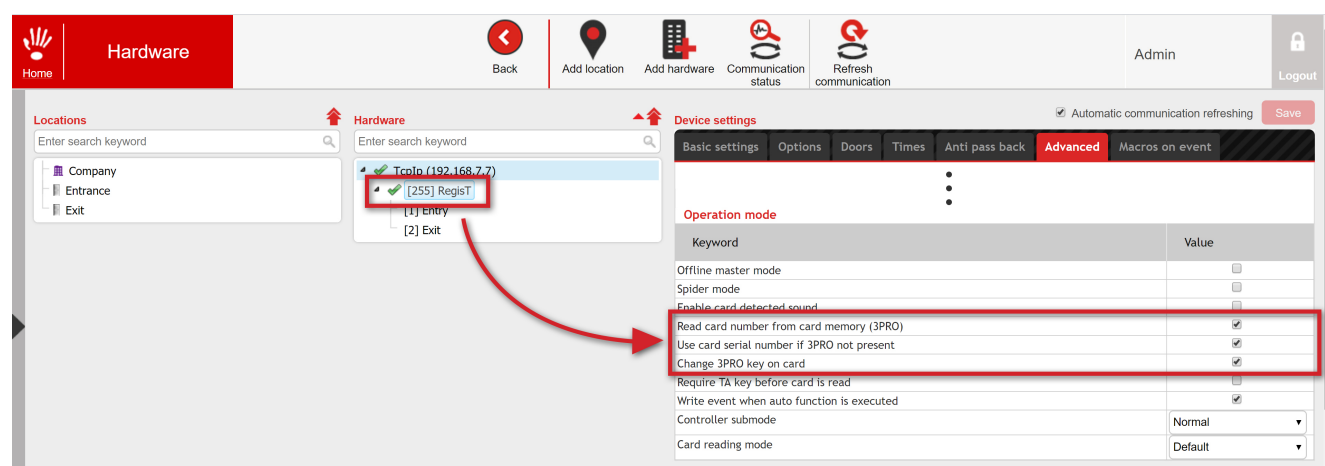 Home
Hardware
Back
Add location
Add hardware
Communication
status
Refresh
communication
Admin
Logout
Locations
Enter search keyword
Company
Entrance
Exit
Hardware
Enter search keyword
TcpIp (192.168.7.7)
[255] RegisT
[1] Entry
[2] Exit
Device settings
Automatic communication refreshing
Save
Basic settings Options Doors Times Anti pass back Advanced Macros on event
Operation mode
Keyword Value
Offline master mode
Spider mode
Enable card detected sound
Read card number from card memory (3PRO)
Use card serial number if 3PRO not present
Change 3PRO key on card
Require TA key before card is read
Write event when auto function is executed
Controller submode Normal
Card reading mode Default